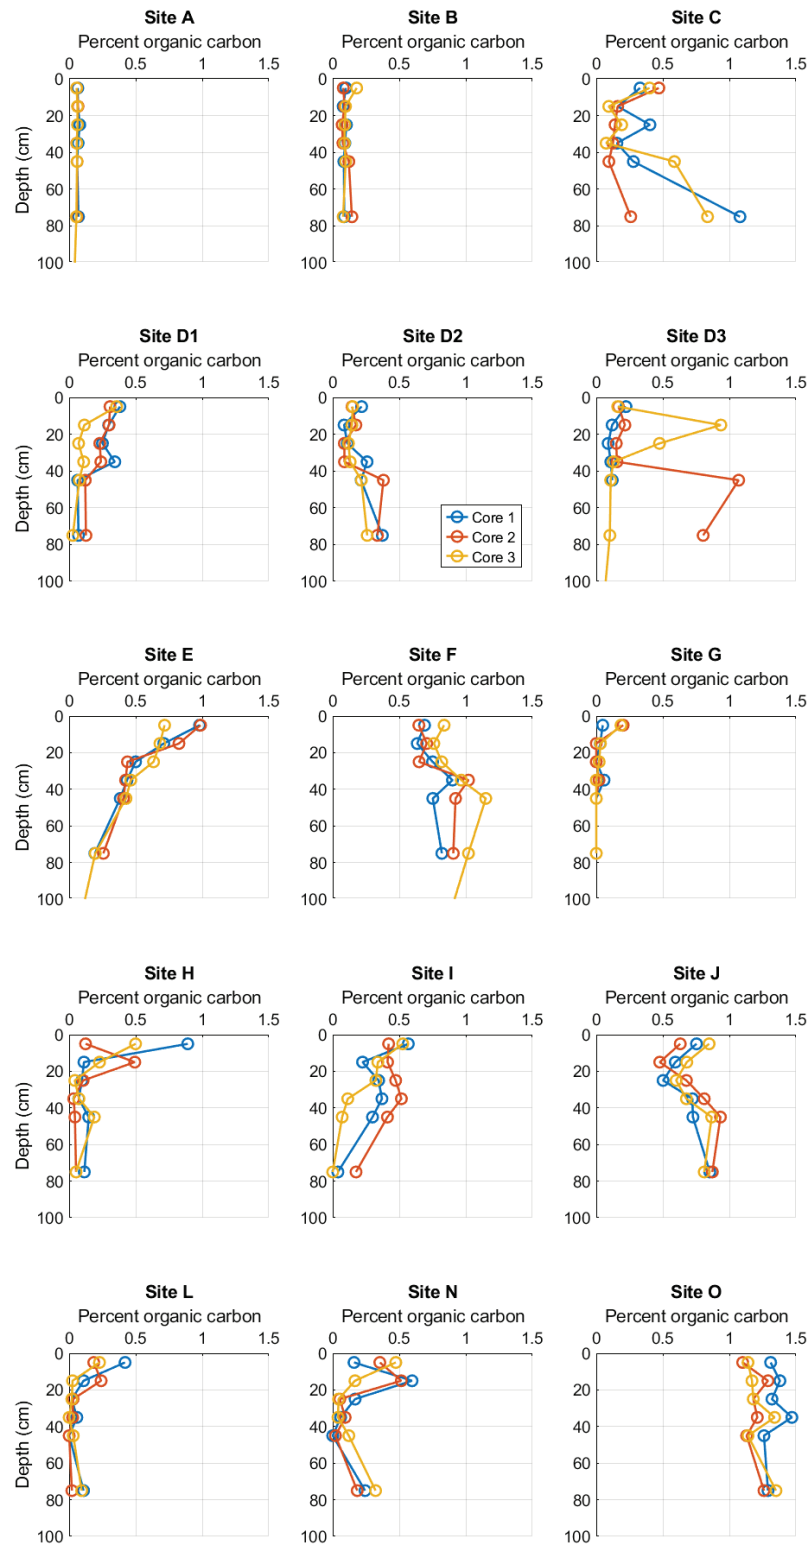 Site A Site B Site C
Percent organic carbon Percent organic carbon Percent organic carbon
0 0.5 1 1.5 0 0.5 1 1.5 0 0.5 1 1.5
0 0 0
20 20 20
40 40 40
Depth (cm)
60 60 60
80 80 80
100 100 100
Site D1 Site D2 Site D3
Percent organic carbon Percent organic carbon Percent organic carbon
0 0.5 1 1.5 0 0.5 1 1.5 0 0.5 1 1.5
0 0 0
20 20 20
40 40 40
Depth (cm)
60 60 60
80 80 80
100 100 100
Core 1
Core 2
Core 3
Site E Site F Site G
Percent organic carbon Percent organic carbon Percent organic carbon
0 0.5 1 1.5 0 0.5 1 1.5 0 0.5 1 1.5
0 0 0
20 20 20
40 40 40
Depth (cm)
60 60 60
80 80 80
100 100 100
Site H Site I Site J
Percent organic carbon Percent organic carbon Percent organic carbon
0 0.5 1 1.5 0 0.5 1 1.5 0 0.5 1 1.5
0 0 0
20 20 20
40 40 40
Depth (cm)
60 60 60
80 80 80
100 100 100
Site L Site N Site O
Percent organic carbon Percent organic carbon Percent organic carbon
0 0.5 1 1.5 0 0.5 1 1.5 0 0.5 1 1.5
0 0 0
20 20 20
40 40 40
Depth (cm)
60 60 60
80 80 80
100 100 100